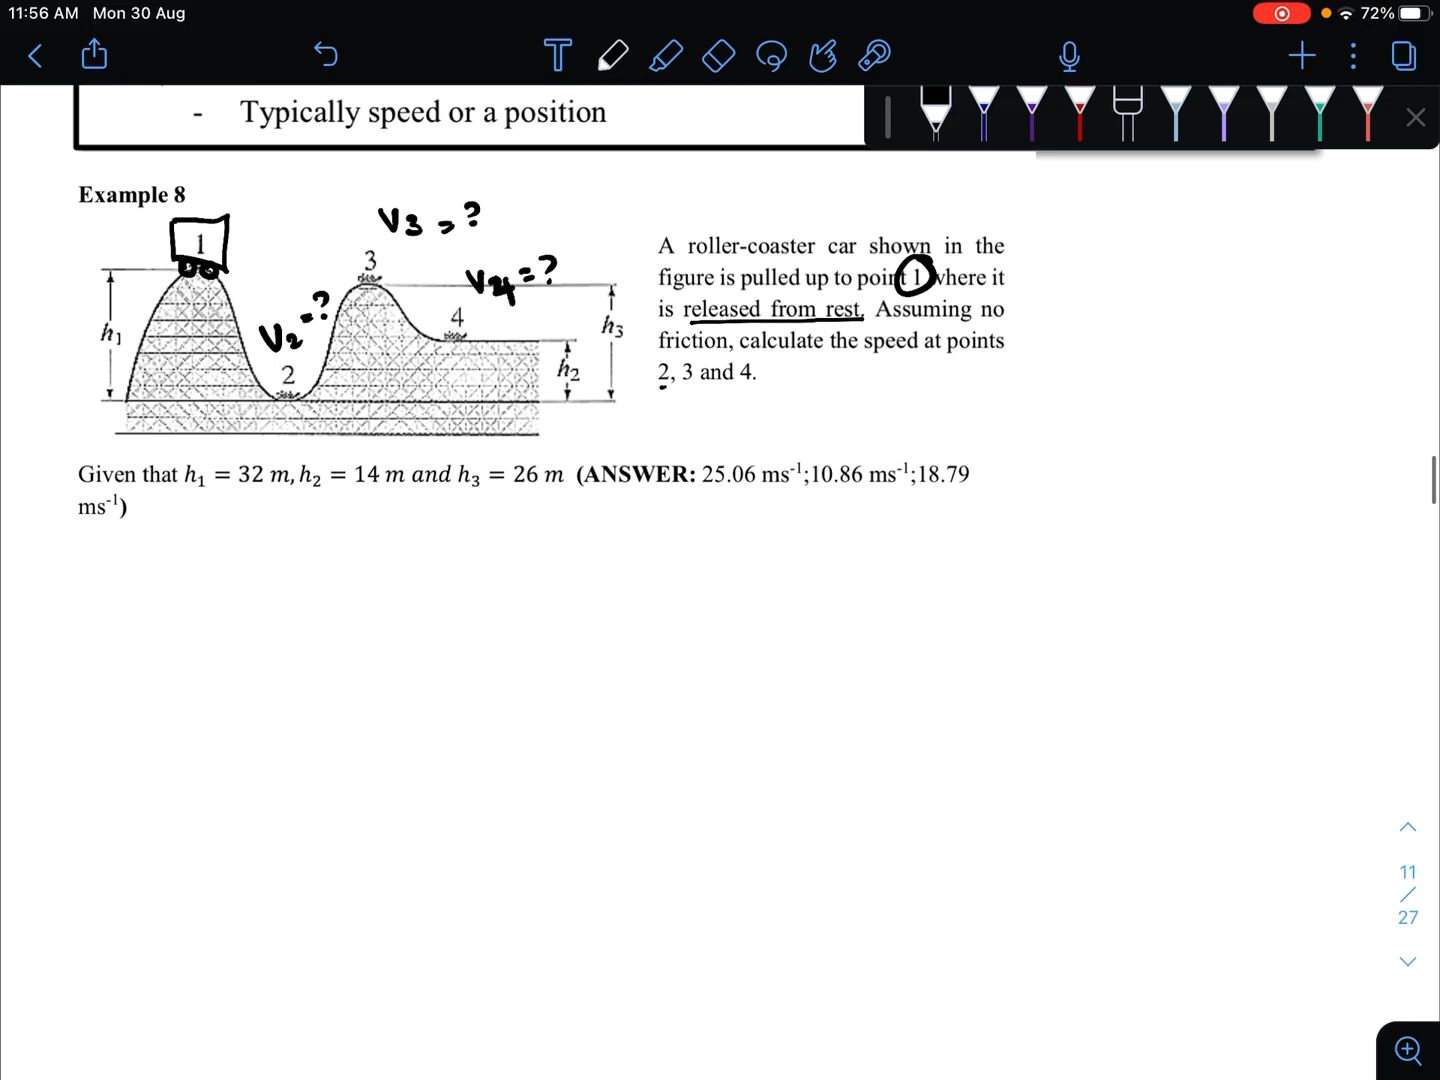 11:56 AM Mon 30 Aug
72%
- Typically speed or a position
Example 8
1
V3 = ?
3
V4 = ?
4
V2 = ?
2
h1
h2
h3
A roller-coaster car shown in the
figure is pulled up to point 1 where it
is released from rest. Assuming no
friction, calculate the speed at points
2, 3 and 4.
Given that h₁ = 32 m, h₂ = 14 m and h₃ = 26 m (ANSWER: 25.06 ms⁻¹;10.86 ms⁻¹;18.79
ms⁻¹)
11
/
27